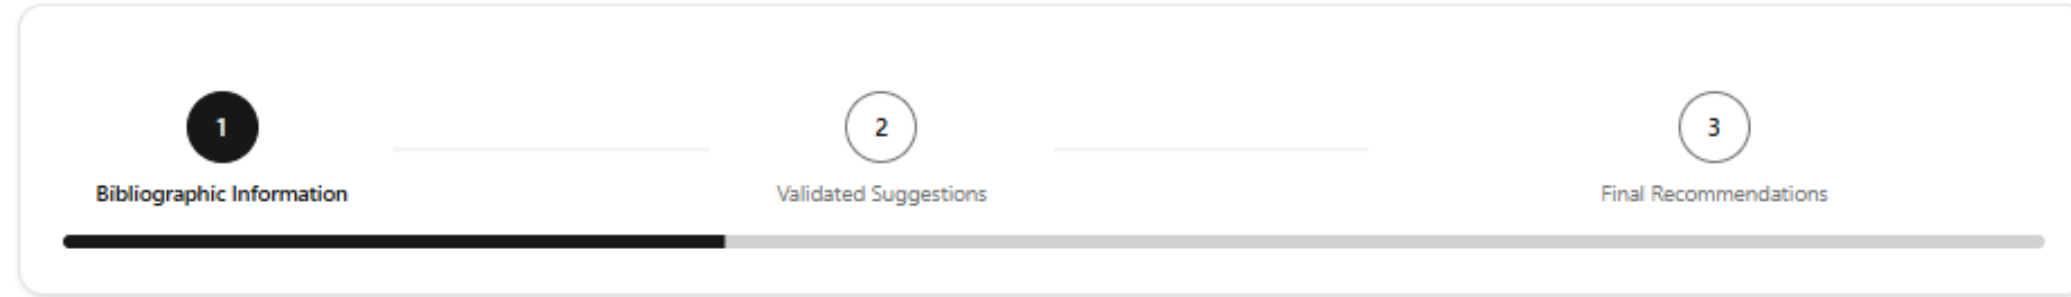 1
Bibliographic Information
2
Validated Suggestions
3
Final Recommendations